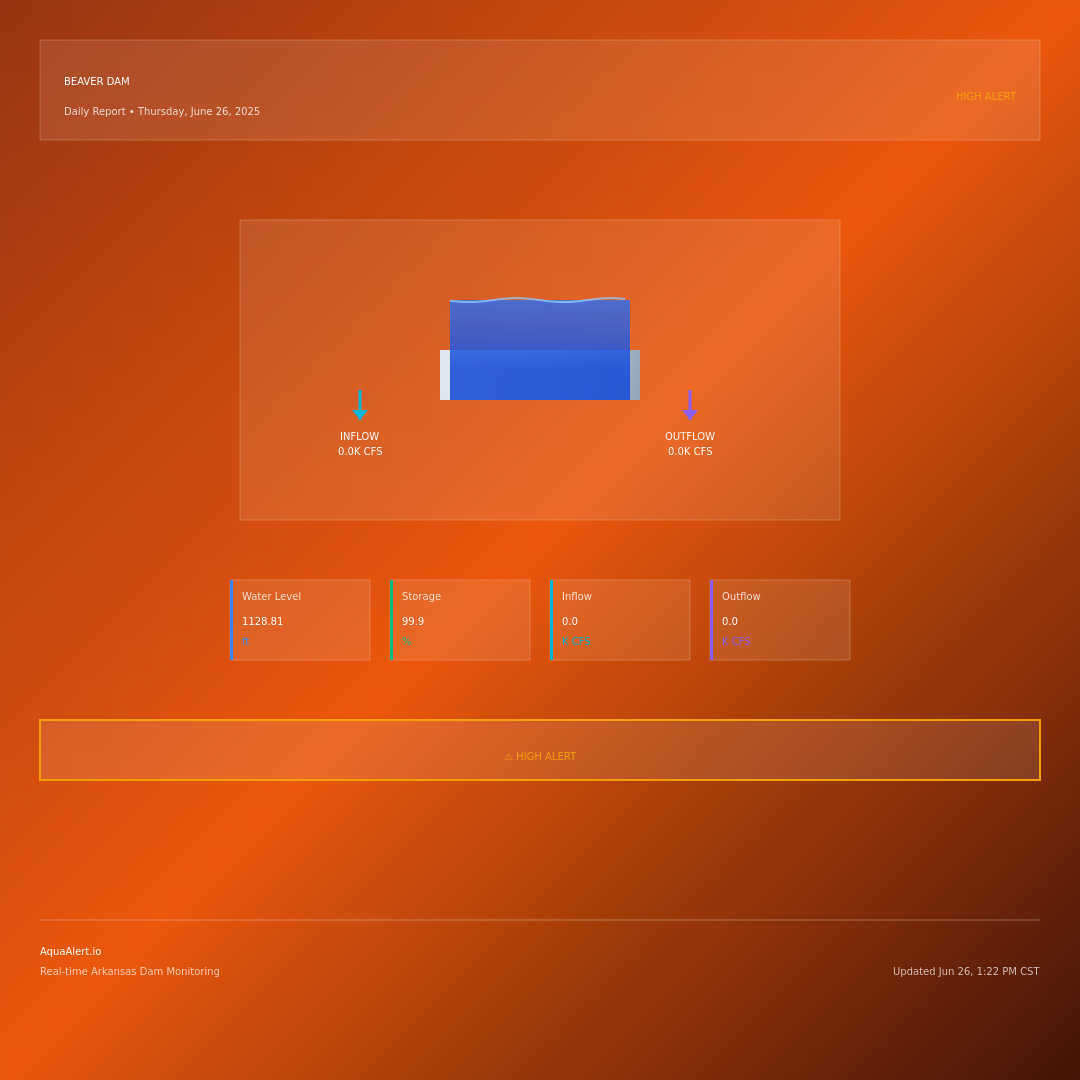 BEAVER DAM
Daily Report • Thursday, June 26, 2025
HIGH ALERT
INFLOW
0.0K CFS
OUTFLOW
0.0K CFS
Water Level
1128.81
ft
Storage
99.9
%
Inflow
0.0
K CFS
Outflow
0.0
K CFS
⚠ HIGH ALERT
AquaAlert.io
Real-time Arkansas Dam Monitoring
Updated Jun 26, 1:22 PM CST